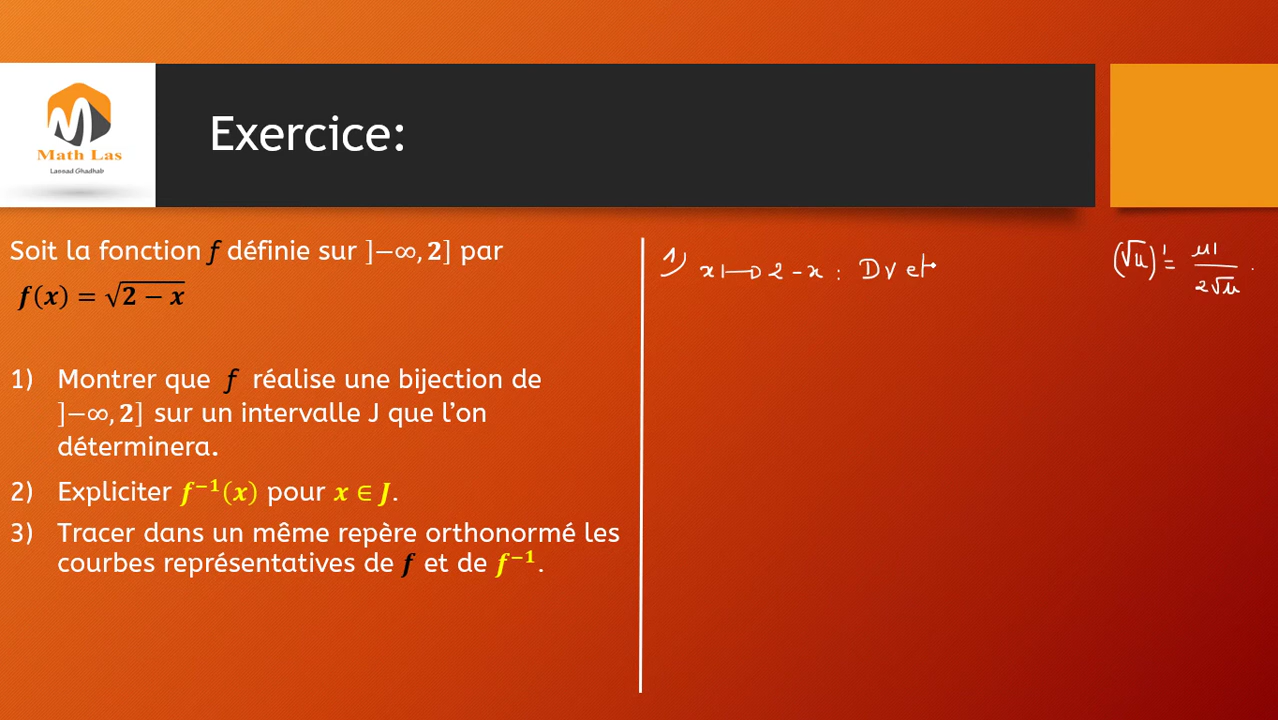 Math Las
Lassad Ghadhab
Exercice:
Soit la fonction f définie sur ]−∞, 2] par
f(x) = √(2 − x)
1) Montrer que f réalise une bijection de
]−∞, 2] sur un intervalle J que l’on
déterminera.
2) Expliciter f⁻¹(x) pour x ∈ J.
3) Tracer dans un même repère orthonormé les
courbes représentatives de f et de f⁻¹.
1) x ↦ 2 - x : D v et
(√u)' = u' / 2√u